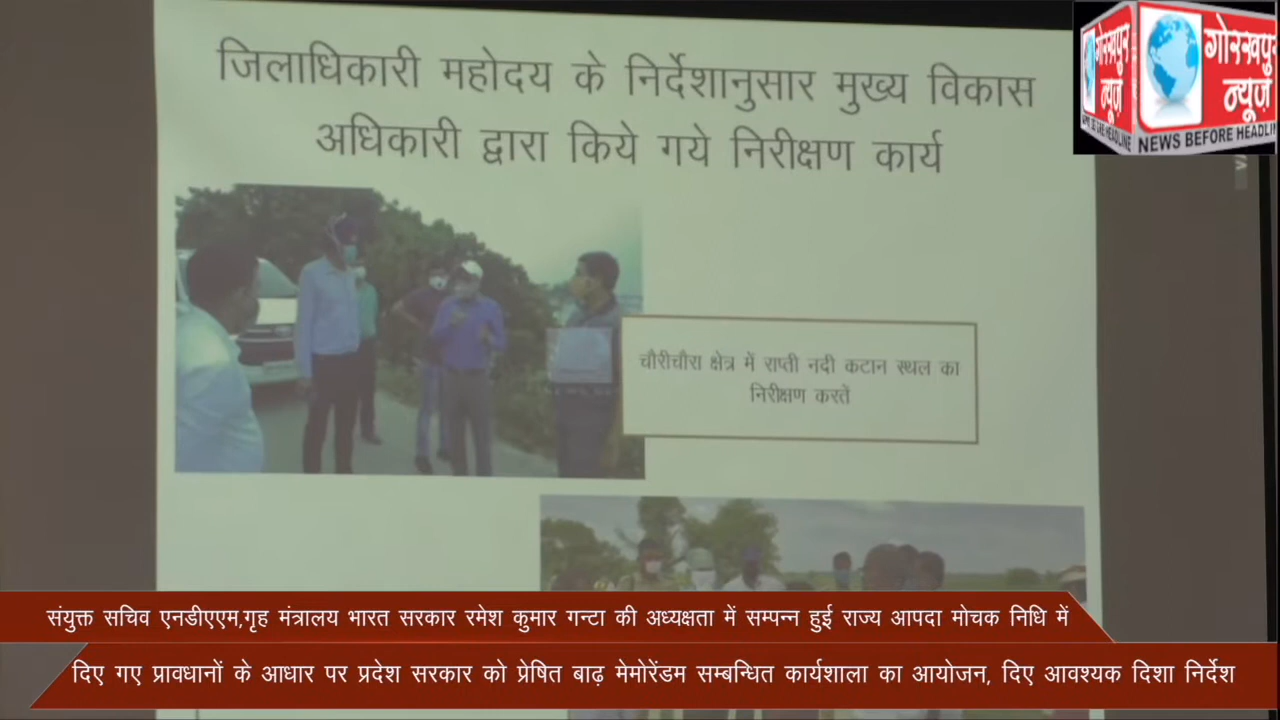 जिलाधिकारी महोदय के निर्देशानुसार मुख्य विकास
अधिकारी द्वारा किये गये निरीक्षण कार्य
गोरखपुर
न्यूज़
गोरखपुर
न्यूज़
NEWS BEFORE HEADLIN
चौरीचौरा क्षेत्र में राप्ती नदी कटान स्थल का
निरीक्षण करतें
संयुक्त सचिव एनडीएएम,गृह मंत्रालय भारत सरकार रमेश कुमार गन्टा की अध्यक्षता में सम्पन्न हुई राज्य आपदा मोचक निधि में
दिए गए प्रावधानों के आधार पर प्रदेश सरकार को प्रेषित बाढ़ मेमोरेंडम सम्बन्धित कार्यशाला का आयोजन, दिए आवश्यक दिशा निर्देश